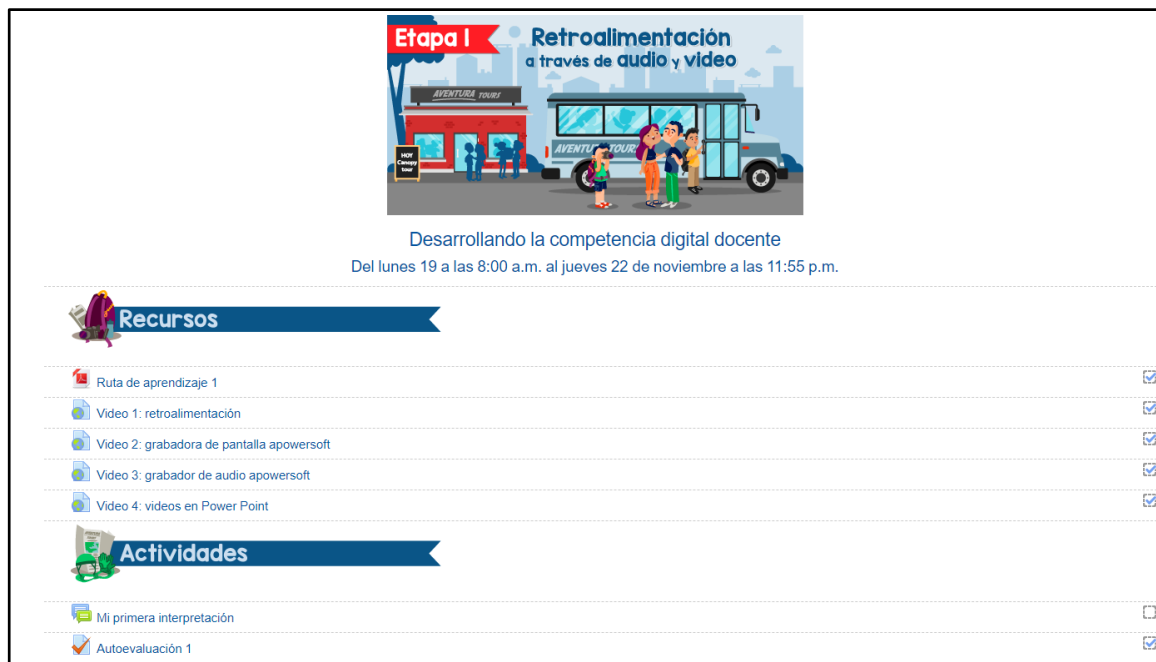 Etapa 1
Retroalimentación
a través de audio y video
AVENTURA TOURS
HOY
Canopy
tour
AVENTU TOUR
Desarrollando la competencia digital docente
Del lunes 19 a las 8:00 a.m. al jueves 22 de noviembre a las 11:55 p.m.
Recursos
Ruta de aprendizaje 1
Video 1: retroalimentación
Video 2: grabadora de pantalla apowersoft
Video 3: grabador de audio apowersoft
Video 4: videos en Power Point
Actividades
Mi primera interpretación
Autoevaluación 1